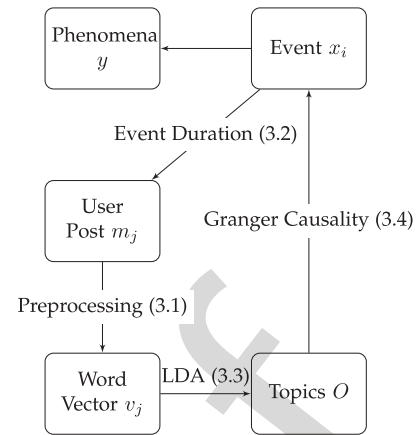 Phenomena
y
Event x_i
Event Duration (3.2)
User
Post m_j
Granger Causality (3.4)
Preprocessing (3.1)
Word
Vector v_j
LDA (3.3)
Topics O